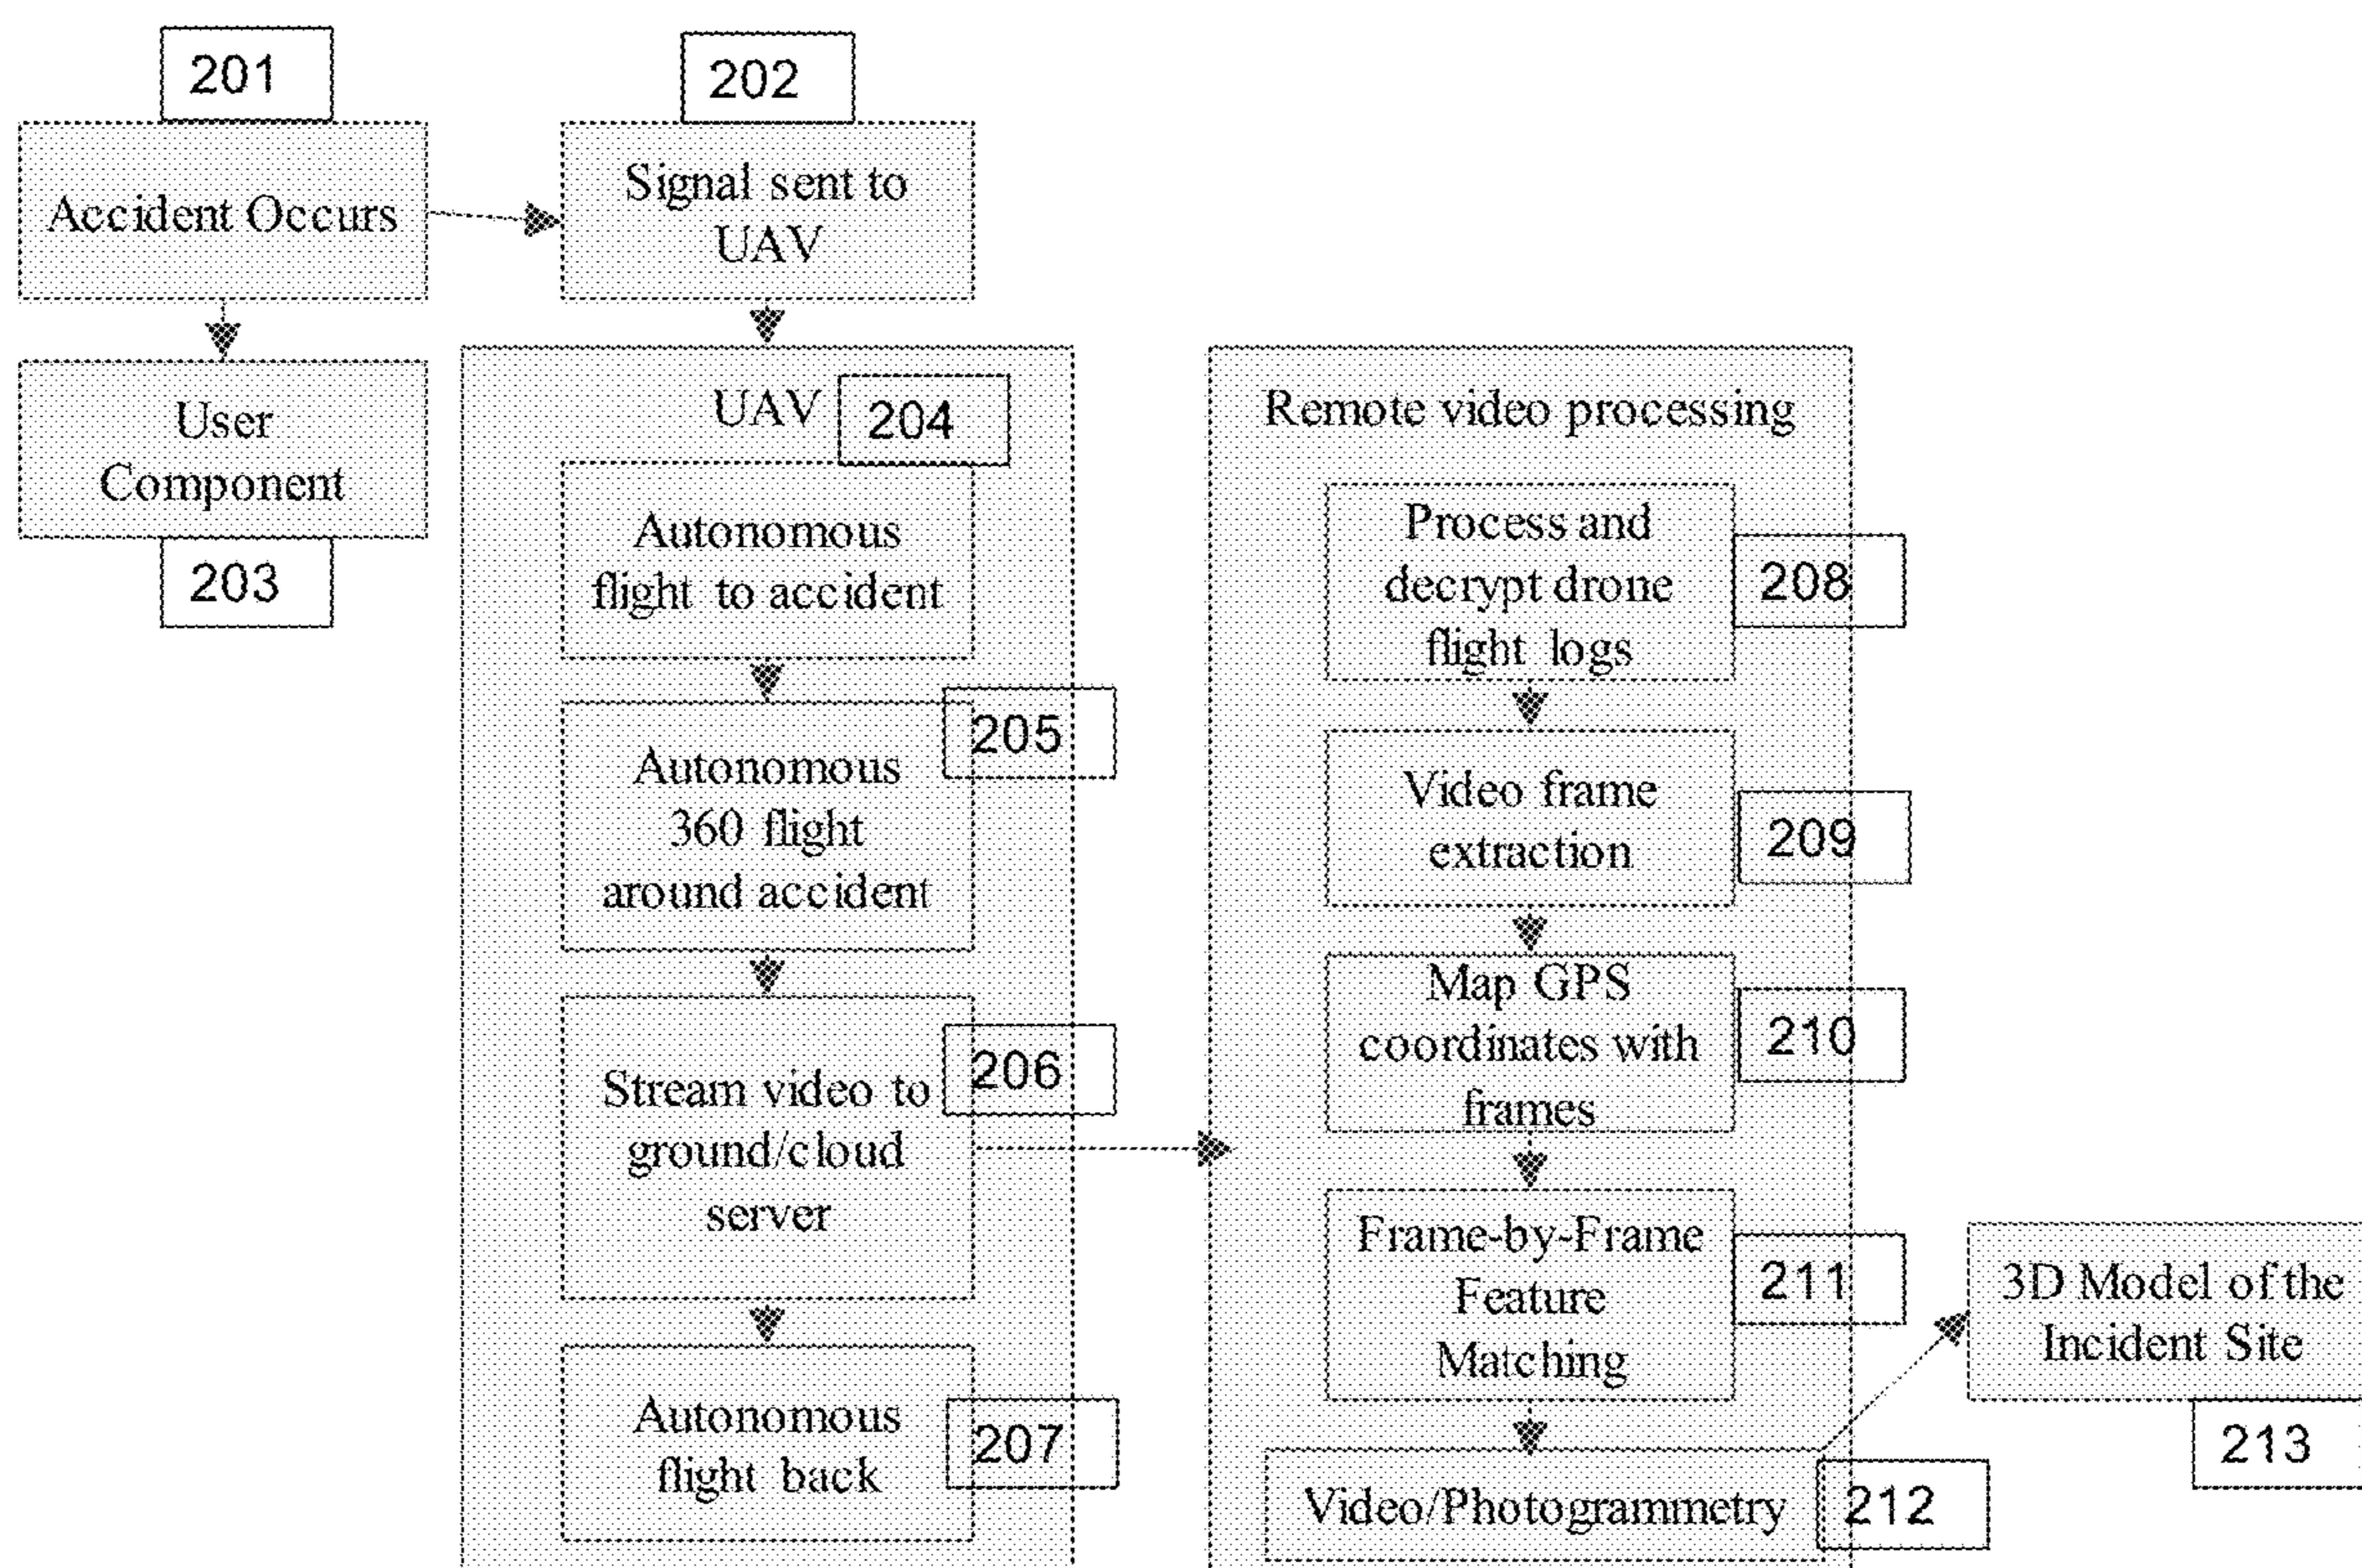 201
Accident Occurs
202
Signal sent to
UAV
User
Component
203
UAV
204
Autonomous
flight to accident
205
Autonomous
360 flight
around accident
206
Stream video to
ground/cloud
server
Autonomous
flight back
207
Remote video processing
Process and
decrypt drone
flight logs
208
Video frame
extraction
209
Map GPS
coordinates with
frames
210
Frame-by-Frame
Feature
Matching
211
Video/Photogrammetry
212
3D Model of the
Incident Site
213